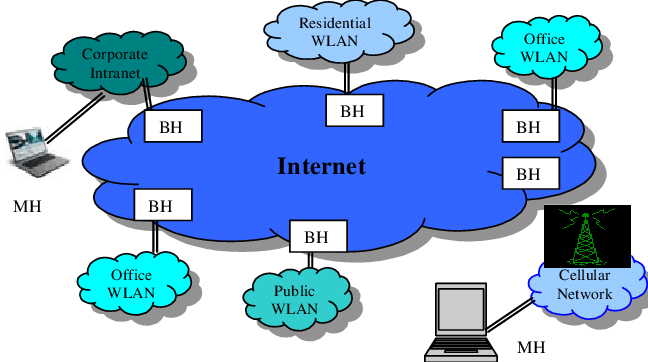 Residential
WLAN
Corporate
Intranet
Office
WLAN
BH
BH
BH
Internet
BH
MH
BH
BH
Office
WLAN
Public
WLAN
Cellular
Network
MH